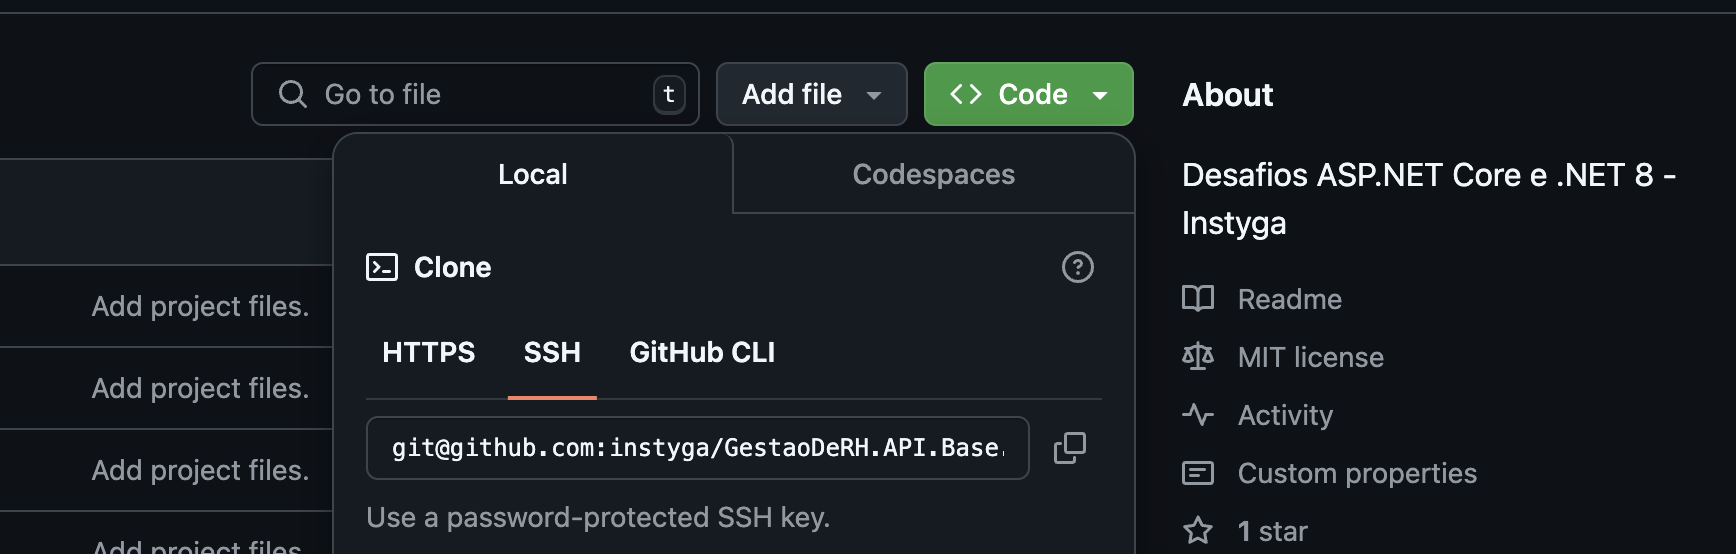 Go to file
t
Add file
Code
Local
Codespaces
Clone
HTTPS
SSH
GitHub CLI
git@github.com:instyga/GestaoDeRH.API.Base.
Use a password-protected SSH key.
Add project files.
Add project files.
Add project files.
Add project files.
About
Desafios ASP.NET Core e .NET 8 -
Instyga
Readme
MIT license
Activity
Custom properties
1 star